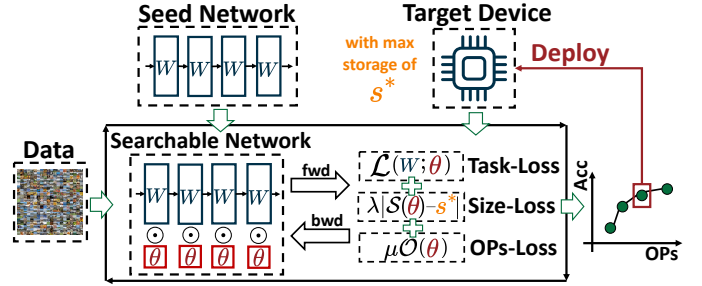 Seed Network
W W W W
Target Device
with max
storage of
s*
Deploy
Data
Searchable Network
W W W W
⊙ ⊙ ⊙ ⊙
θ θ θ θ
fwd
bwd
ℒ(W;θ) Task-Loss
λ|𝒮(θ)-s*| Size-Loss
μ𝒪(θ) OPs-Loss
Acc
OPs